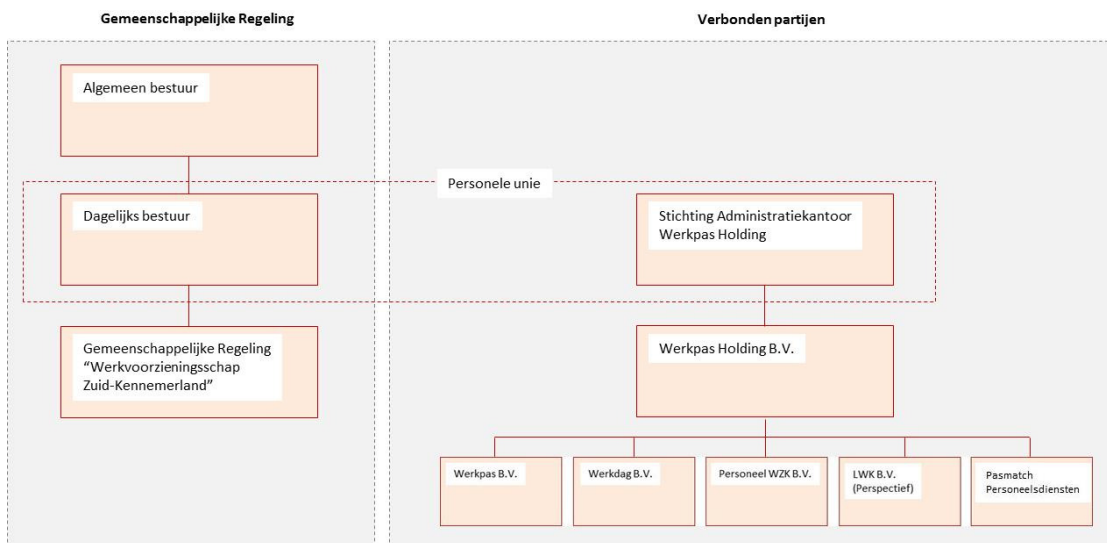 Gemeenschappelijke Regeling
Verbonden partijen
Algemeen bestuur
Personele unie
Dagelijks bestuur
Stichting Administratiekantoor
Werkpas Holding
Gemeenschappelijke Regeling
“Werkvoorzieningsschap
Zuid-Kennemerland”
Werkpas Holding B.V.
Werkpas B.V.
Werkdag B.V.
Personeel WZK B.V.
LWK B.V.
(Perspectief)
Pasmatch
Personeelsdiensten